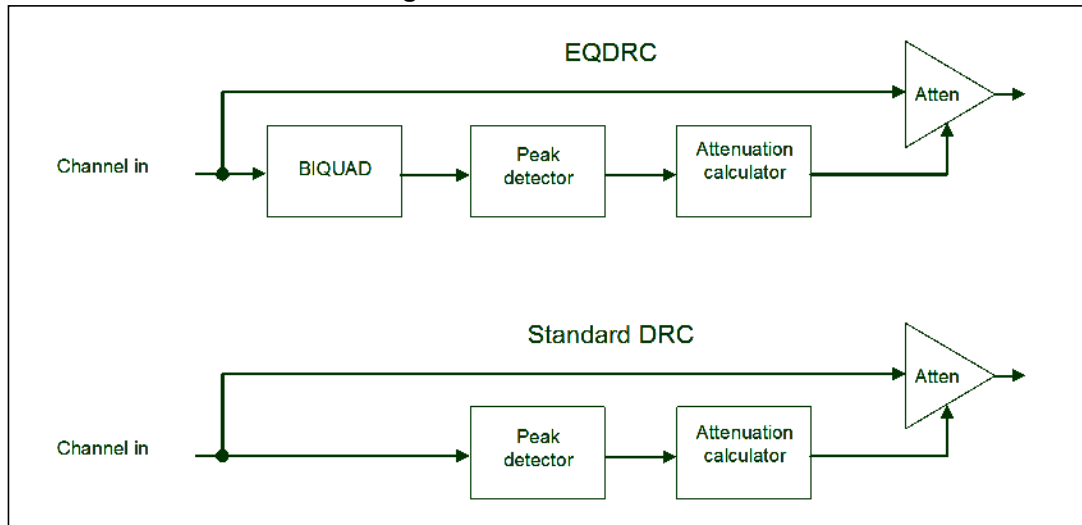 EQDRC
Atten
Channel in
BIQUAD
Peak
detector
Attenuation
calculator
Standard DRC
Atten
Channel in
Peak
detector
Attenuation
calculator